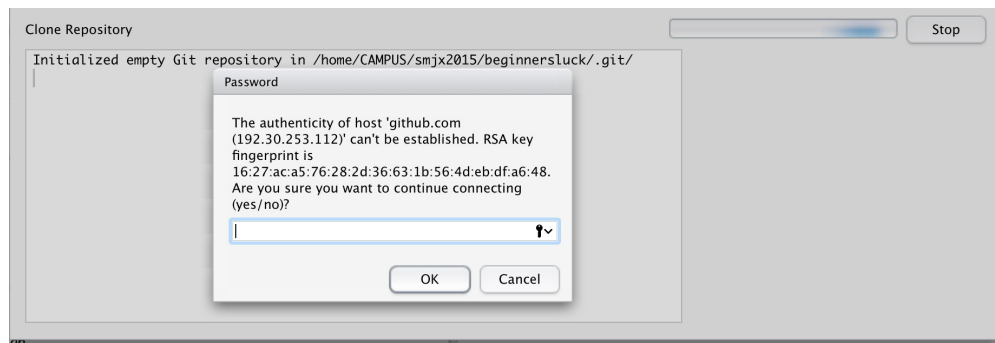 Clone Repository
Stop
Initialized empty Git repository in /home/CAMPUS/smjx2015/beginnersluck/.git/
Password
The authenticity of host 'github.com
(192.30.253.112)' can't be established. RSA key
fingerprint is
16:27:ac:a5:76:28:2d:36:63:1b:56:4d:eb:df:a6:48.
Are you sure you want to continue connecting
(yes/no)?
OK
Cancel